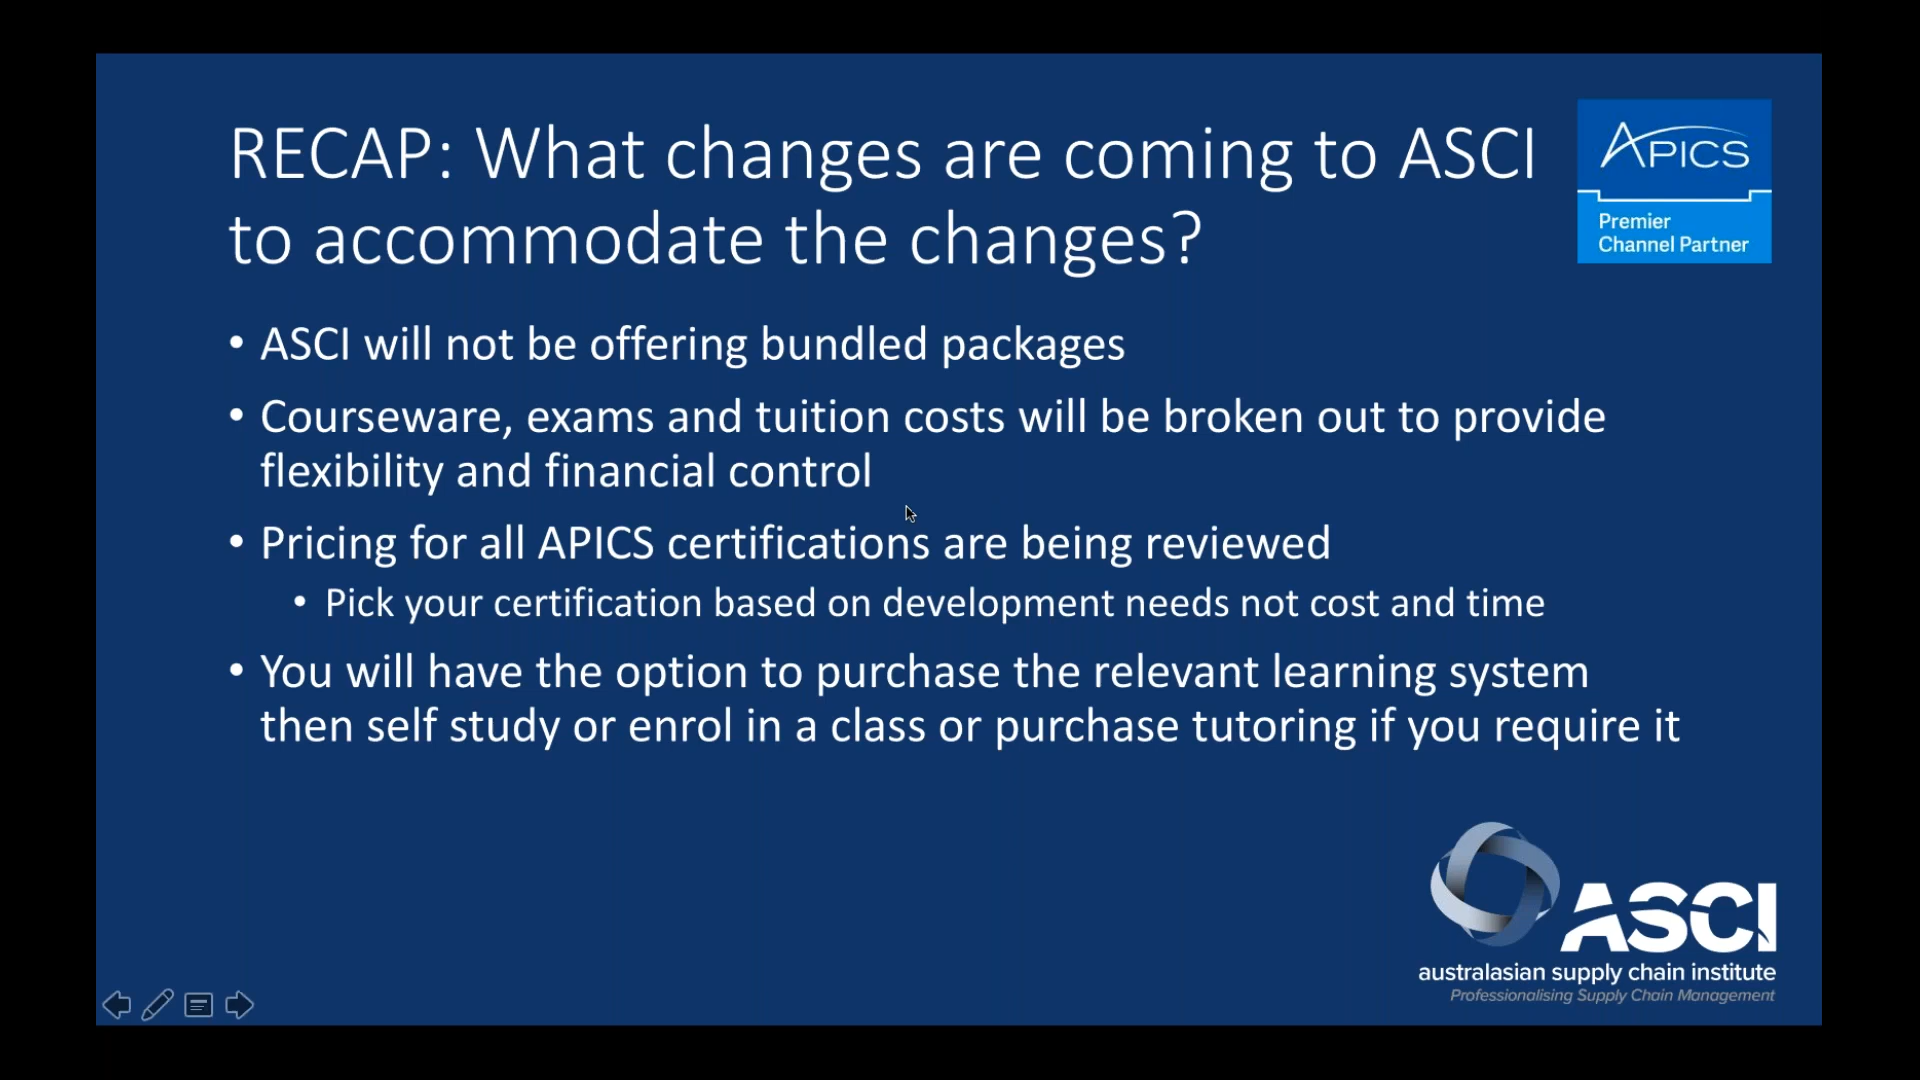 RECAP: What changes are coming to ASCI
to accommodate the changes?
APICS
Premier
Channel Partner
• ASCI will not be offering bundled packages
• Courseware, exams and tuition costs will be broken out to provide
flexibility and financial control
• Pricing for all APICS certifications are being reviewed
• Pick your certification based on development needs not cost and time
• You will have the option to purchase the relevant learning system
then self study or enrol in a class or purchase tutoring if you require it
ASCI
australasian supply chain institute
Professionalising Supply Chain Management